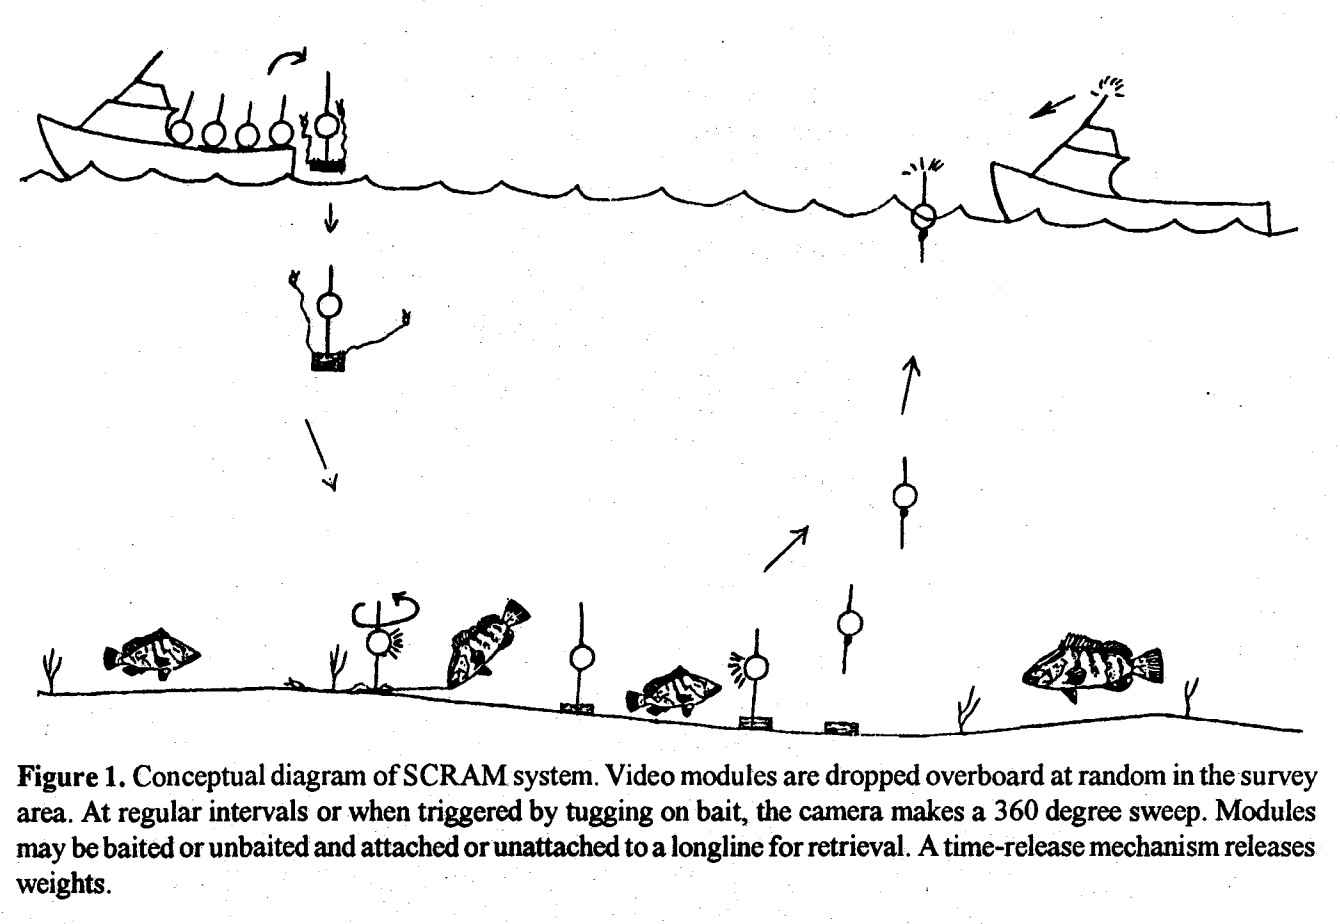 Figure 1. Conceptual diagram of SCRAM system. Video modules are dropped overboard at random in the survey
area. At regular intervals or when triggered by tugging on bait, the camera makes a 360 degree sweep. Modules
may be baited or unbaited and attached or unattached to a longline for retrieval. A time-release mechanism releases
weights.